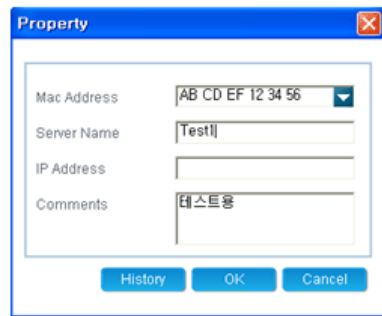 Property
Mac Address AB CD EF 12 34 56
Server Name Test1
IP Address
Comments 테스트용
History OK Cancel